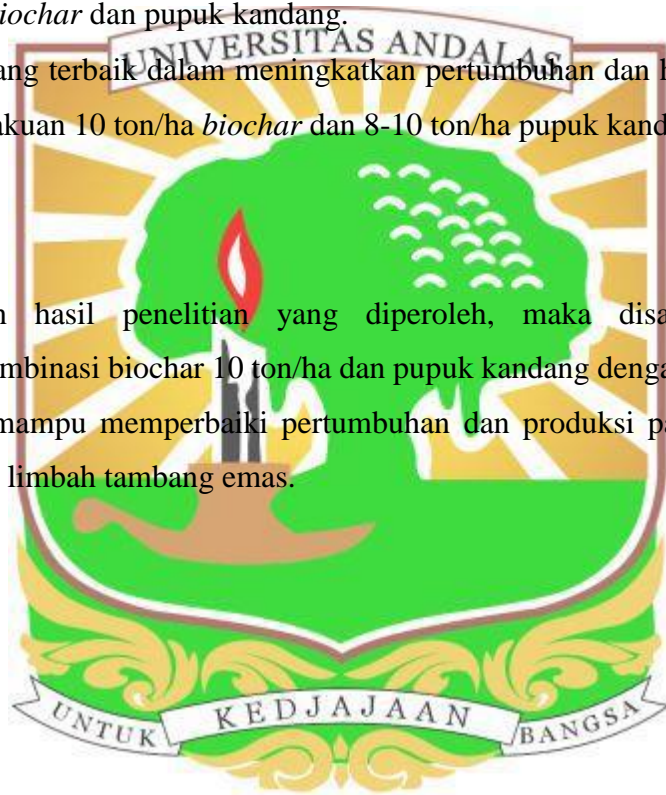 iochar dan pupuk kandang.
UNIVERSITAS ANDALAS
ang terbaik dalam meningkatkan pertumbuhan dan h
akuan 10 ton/ha biochar dan 8-10 ton/ha pupuk kand
n hasil penelitian yang diperoleh, maka disa
mbinasi biochar 10 ton/ha dan pupuk kandang denga
mampu memperbaiki pertumbuhan dan produksi pa
limbah tambang emas.
UNTUK KEDJAJAAN BANGSA